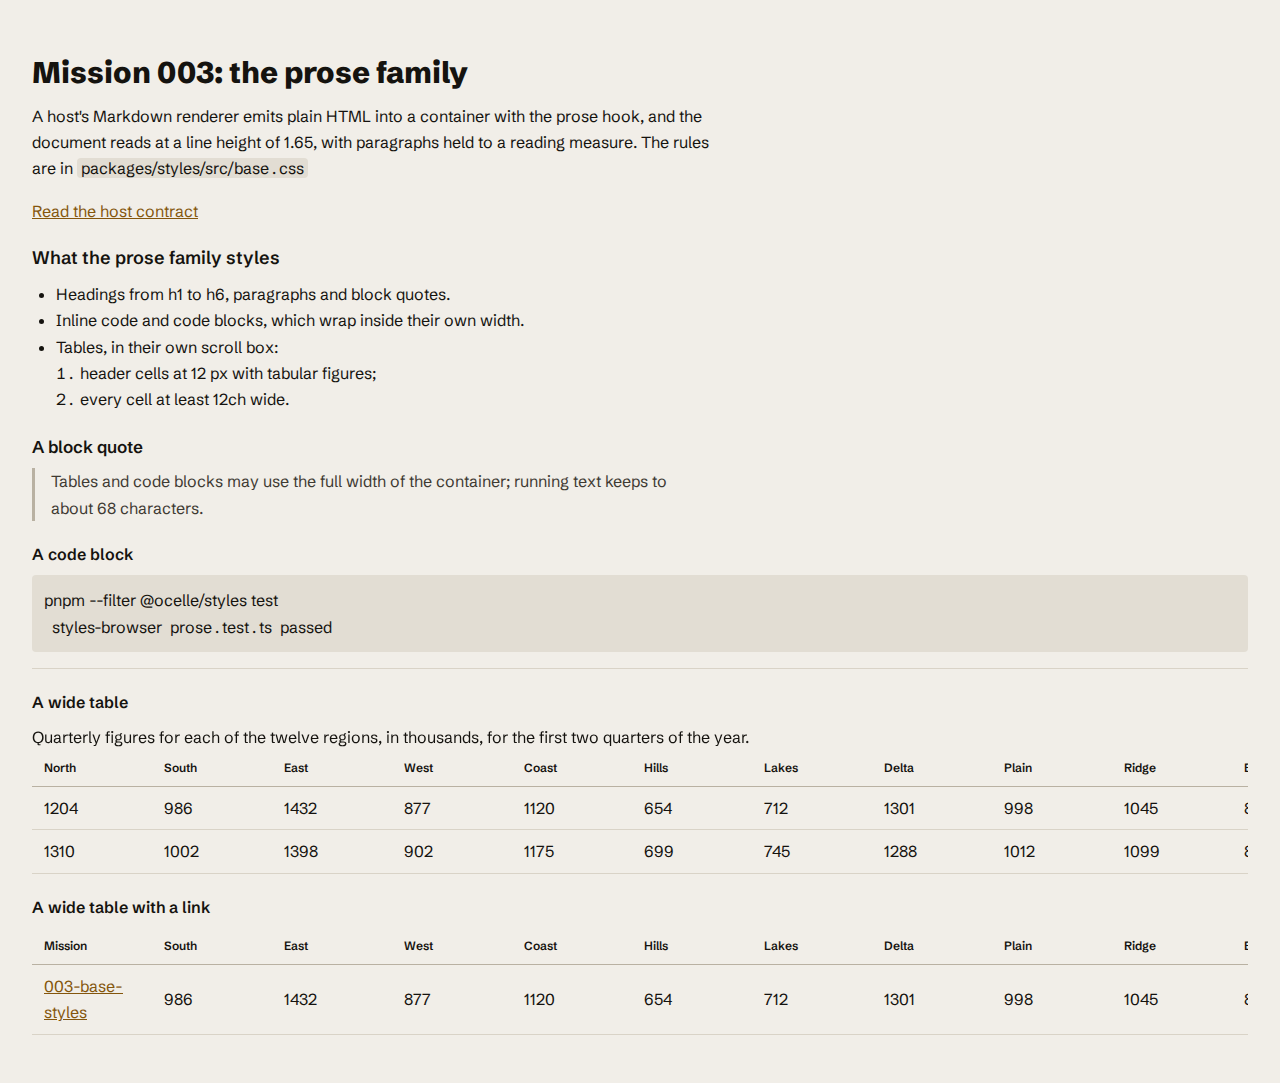 Mission 003: the prose family
A host's Markdown renderer emits plain HTML into a container with the prose hook, and the
document reads at a line height of 1.65, with paragraphs held to a reading measure. The rules
are in packages/styles/src/base.css
Read the host contract
What the prose family styles
• Headings from h1 to h6, paragraphs and block quotes.
• Inline code and code blocks, which wrap inside their own width.
• Tables, in their own scroll box:
1. header cells at 12 px with tabular figures;
2. every cell at least 12ch wide.
A block quote
Tables and code blocks may use the full width of the container; running text keeps to
about 68 characters.
A code block
pnpm --filter @ocelle/styles test
styles-browser prose.test.ts passed
A wide table
Quarterly figures for each of the twelve regions, in thousands, for the first two quarters of the year.
North South East West Coast Hills Lakes Delta Plain Ridge
1204 986 1432 877 1120 654 712 1301 998 1045
1310 1002 1398 902 1175 699 745 1288 1012 1099
A wide table with a link
Mission South East West Coast Hills Lakes Delta Plain Ridge
003-base-
styles 986 1432 877 1120 654 712 1301 998 1045